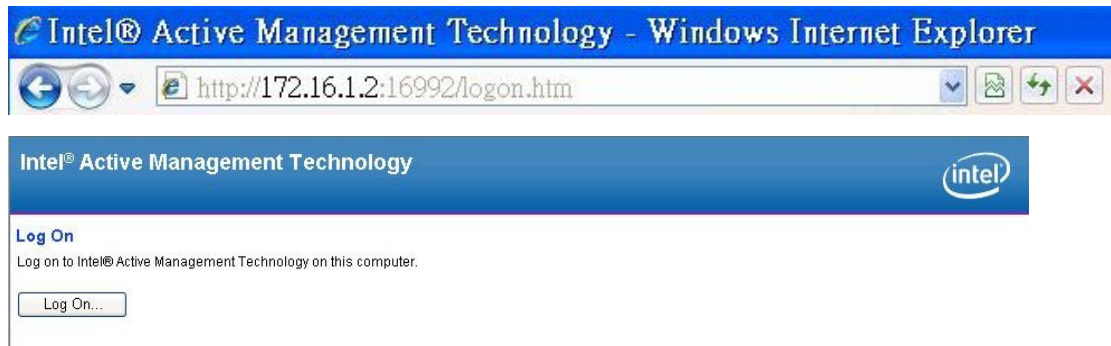 Intel® Active Management Technology - Windows Internet Explorer
http://172.16.1.2:16992/logon.htm
Intel® Active Management Technology
intel
Log On
Log on to Intel® Active Management Technology on this computer.
Log On...